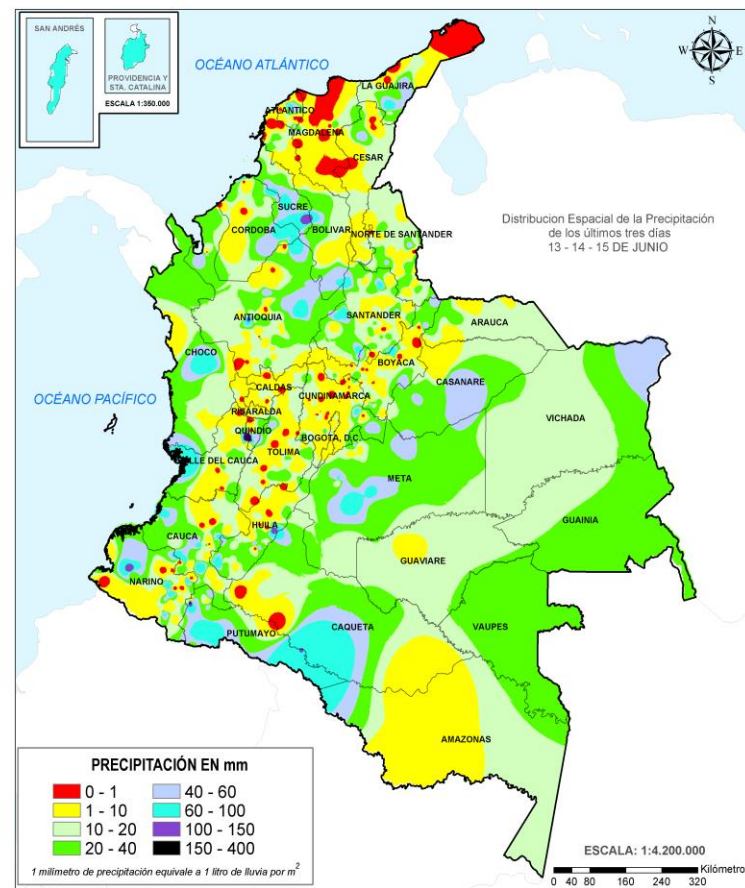 SAN ANDRÉS
PROVIDENCIA Y
STA. CATALINA
ESCALA 1:350.000
OCÉANO ATLÁNTICO
N
W E
S
LA GUAJIRA
ATLANTICO
MAGDALENA
CESAR
SUCRE
CORDOBA
BOLIVAR
NORTE DE SANTANDER
Distribucion Espacial de la Precipitación
de los últimos tres días
13 - 14 - 15 DE JUNIO
ANTIOQUIA
SANTANDER
ARAUCA
CHOCO
BOYACA
CASANARE
OCÉANO PACÍFICO
CALDAS
CUNDINAMARCA
RISARALDA
VICHADA
QUINDIO
BOGOTA, D.C.
TOLIMA
VALLE DEL CAUCA
META
GUAINIA
HUILA
CAUCA
GUAVIARE
NARIÑO
CAQUETA
VAUPES
PUTUMAYO
AMAZONAS
PRECIPITACIÓN EN mm
0 - 1 40 - 60
1 - 10 60 - 100
10 - 20 100 - 150
20 - 40 150 - 400
1 milímetro de precipitación equivale a 1 litro de lluvia por m²
ESCALA: 1:4.200.000
Kilómetro
0 40 80 160 240 320